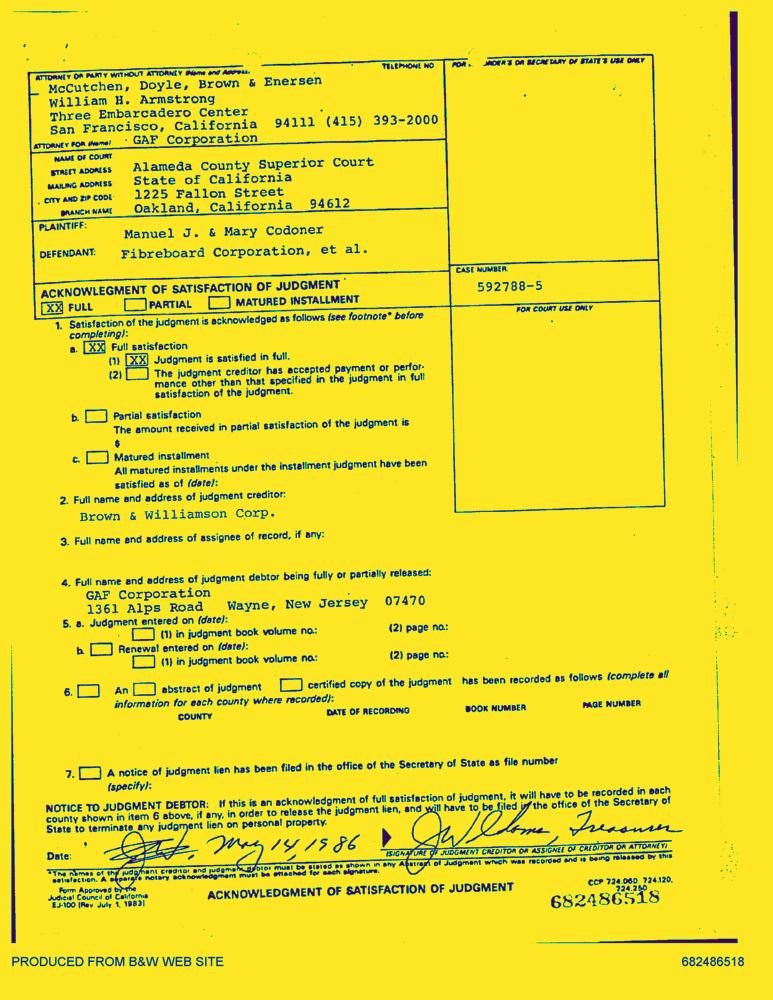 ATTORNEY OR PARTY WITHOUT ATTORNEY (Name and Address): TELEPHONE NO
McCutchen, Doyle, Brown & Enersen
William H. Armstrong
Three Embarcadero Center
San Francisco, California 94111 (415) 393-2000
ATTORNEY FOR (Name) GAF Corporation
NAME OF COURT
STREET ADDRESS Alameda County Superior Court
MAILING ADDRESS State of California
CITY AND ZIP CODE 1225 Fallon Street
BRANCH NAME Oakland, California 94612
PLAINTIFF: Manuel J. & Mary Codoner
DEFENDANT: Fibreboard Corporation, et al.
FOR OR SECRETARY OF STATE'S USE ONLY
ACKNOWLEGMENT OF SATISFACTION OF JUDGMENT
XX FULL PARTIAL MATURED INSTALLMENT
CASE NUMBER
592788-5
FOR COURT USE ONLY
1. Satisfaction of the judgment is acknowledged as follows (see footnote* before
completing):
a. XX Full satisfaction
(1) XX Judgment is satisfied in full.
(2) The judgment creditor has accepted payment or perfor-
mance other than that specified in the judgment in full
satisfaction of the judgment.
b. Partial satisfaction
The amount received in partial satisfaction of the judgment is
$
c. Matured installment
All matured installments under the installment judgment have been
satisfied as of (date):
2. Full name and address of judgment creditor:
Brown & Williamson Corp.
3. Full name and address of assignee of record, if any:
4. Full name and address of judgment debtor being fully or partially released:
GAF Corporation
1361 Alps Road Wayne, New Jersey 07470
5. a. Judgment entered on (date):
(1) in judgment book volume no.: (2) page no.:
b. Renewal entered on (date):
(1) in judgment book volume no.: (2) page no.:
6. An abstract of judgment certified copy of the judgment has been recorded as follows (complete all
information for each county where recorded):
COUNTY DATE OF RECORDING BOOK NUMBER PAGE NUMBER
7. A notice of judgment lien has been filed in the office of the Secretary of State as file number
(specify):
NOTICE TO JUDGMENT DEBTOR: If this is an acknowledgment of full satisfaction of judgment, it will have to be recorded in each
county shown in item 6 above, if any, in order to release the judgment lien, and will have to be filed in the office of the Secretary of
State to terminate any judgment lien on personal property.
Date: May 14, 1986 Treasurer
(SIGNATURE OF JUDGMENT CREDITOR OR ASSIGNEE OF CREDITOR OR ATTORNEY)
*The names of the judgment creditor and judgment debtor must be stated as shown in any Abstract of Judgment which was recorded and is being released by this
satisfaction. A separate notary acknowledgment must be attached for each signature.
Form Approved by the
Judicial Council of California
EJ-100 (Rev July 1, 1983)
ACKNOWLEDGMENT OF SATISFACTION OF JUDGMENT
CCP 724.060, 724.120,
724.250
682486518
PRODUCED FROM B&W WEB SITE 682486518